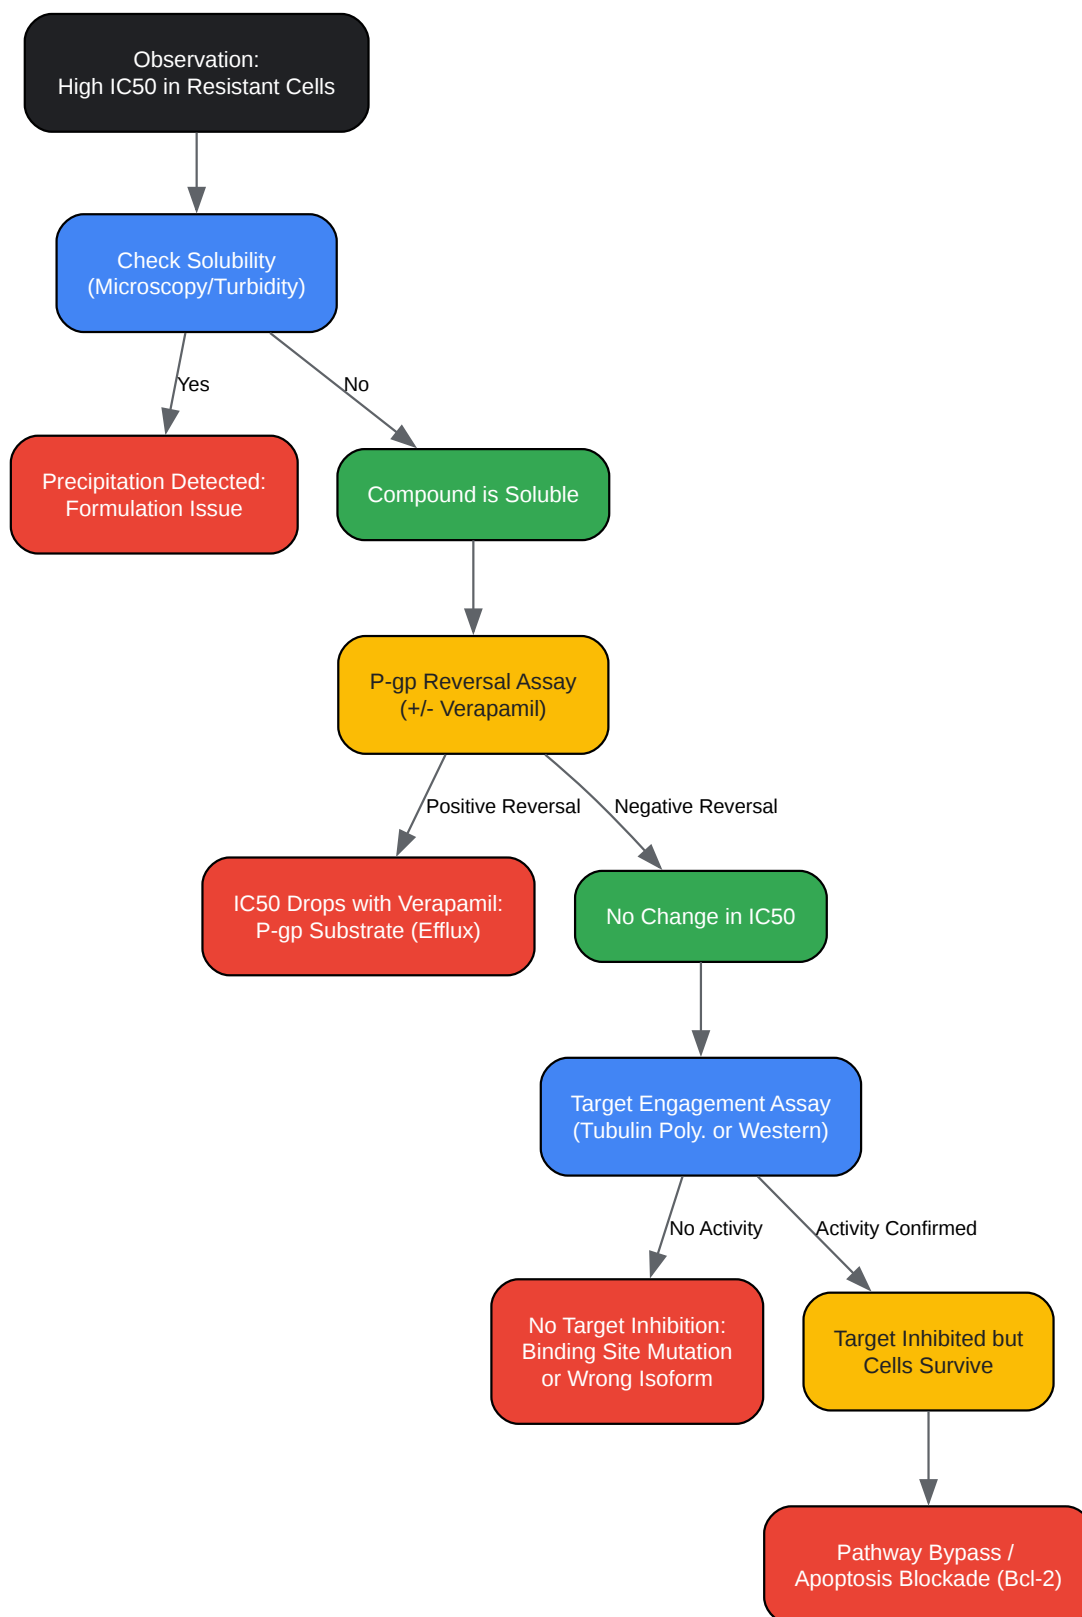 Observation:
High IC50 in Resistant Cells
Check Solubility
(Microscopy/Turbidity)
Yes
No
Precipitation Detected:
Formulation Issue
Compound is Soluble
P-gp Reversal Assay
(+/- Verapamil)
Positive Reversal
Negative Reversal
IC50 Drops with Verapamil:
P-gp Substrate (Efflux)
No Change in IC50
Target Engagement Assay
(Tubulin Poly. or Western)
No Activity
Activity Confirmed
No Target Inhibition:
Binding Site Mutation
or Wrong Isoform
Target Inhibited but
Cells Survive
Pathway Bypass /
Apoptosis Blockade (Bcl-2)